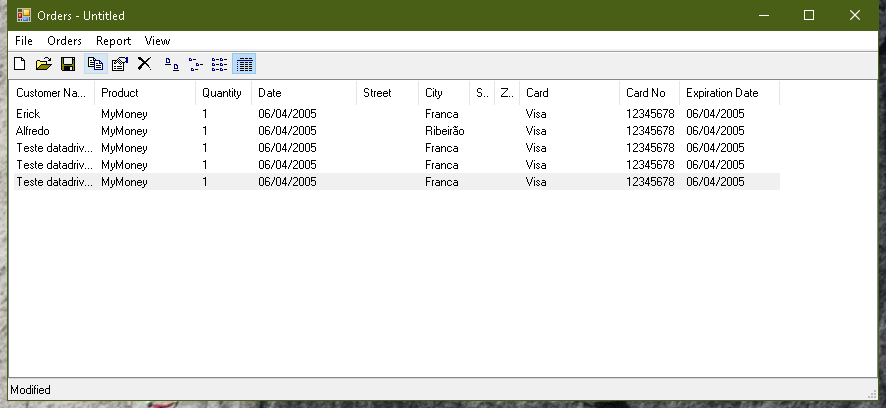 Orders - Untitled
File Orders Report View
Customer Na... Product Quantity Date Street City S.. Z.. Card Card No Expiration Date
Erick MyMoney 1 06/04/2005 Franca Visa 12345678 06/04/2005
Alfredo MyMoney 1 06/04/2005 Ribeirão Visa 12345678 06/04/2005
Teste datadriv... MyMoney 1 06/04/2005 Franca Visa 12345678 06/04/2005
Teste datadriv... MyMoney 1 06/04/2005 Franca Visa 12345678 06/04/2005
Teste datadriv... MyMoney 1 06/04/2005 Franca Visa 12345678 06/04/2005
Modified